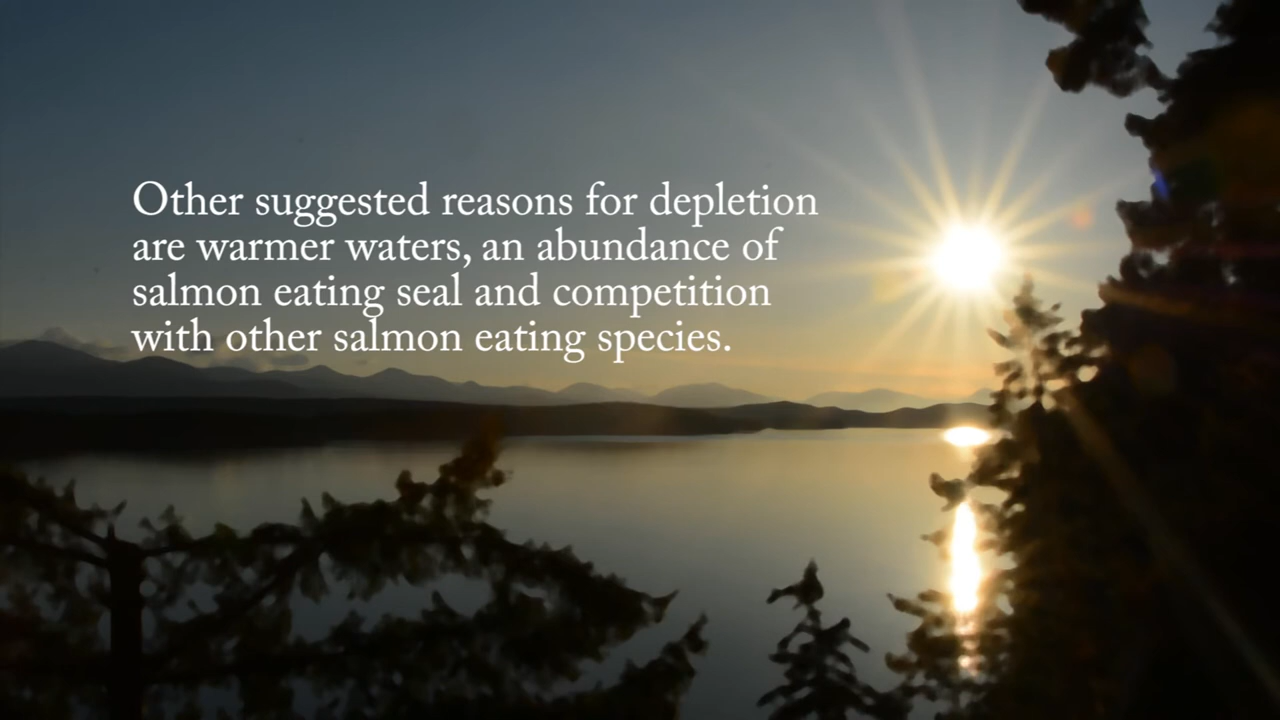 Other suggested reasons for depletion
are warmer waters, an abundance of
salmon eating seal and competition
with other salmon eating species.